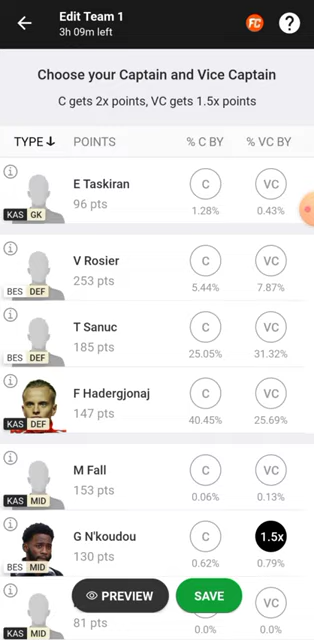 Edit Team 1
3h 09m left
FC
?
Choose your Captain and Vice Captain
C gets 2x points, VC gets 1.5x points
TYPE POINTS % C BY % VC BY
i
E Taskiran
96 pts
KAS GK
C
1.28%
VC
0.43%
i
V Rosier
253 pts
BES DEF
C
5.44%
VC
7.87%
i
T Sanuc
185 pts
BES DEF
C
25.05%
VC
31.32%
i
F Hadergjonaj
147 pts
KAS DEF
C
40.45%
VC
25.69%
i
M Fall
153 pts
KAS MID
C
0.06%
VC
0.13%
i
G N'koudou
130 pts
BES MID
C
0.62%
1.5x
0.79%
i
81 pts
KAS MID
0.0%
VC
0.0%
PREVIEW
SAVE